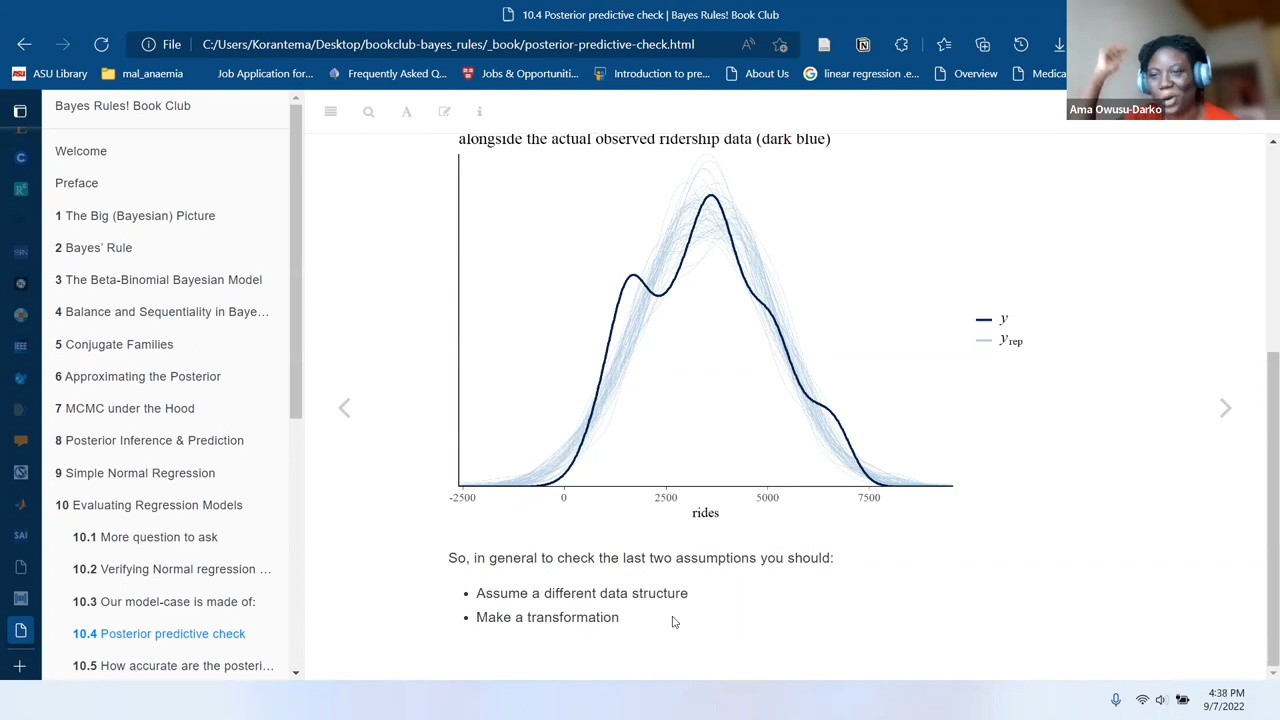 10.4 Posterior predictive check | Bayes Rules! Book Club
File
C:/Users/Korantema/Desktop/bookclub-bayes_rules/_book/posterior-predictive-check.html
ASU Library
mal_anaemia
Job Application for...
Frequently Asked Q...
Jobs & Opportuniti...
Introduction to pre...
About Us
linear regression .e...
Overview
Medica
Ama Owusu-Darko
Bayes Rules! Book Club
Welcome
Preface
1 The Big (Bayesian) Picture
2 Bayes' Rule
3 The Beta-Binomial Bayesian Model
4 Balance and Sequentiality in Baye...
5 Conjugate Families
6 Approximating the Posterior
7 MCMC under the Hood
8 Posterior Inference & Prediction
9 Simple Normal Regression
10 Evaluating Regression Models
10.1 More question to ask
10.2 Verifying Normal regression ...
10.3 Our model-case is made of:
10.4 Posterior predictive check
10.5 How accurate are the posteri...
alongside the actual observed ridership data (dark blue)
y
yrep
-2500 0 2500 5000 7500
rides
So, in general to check the last two assumptions you should:
• Assume a different data structure
• Make a transformation
4:38 PM
9/7/2022